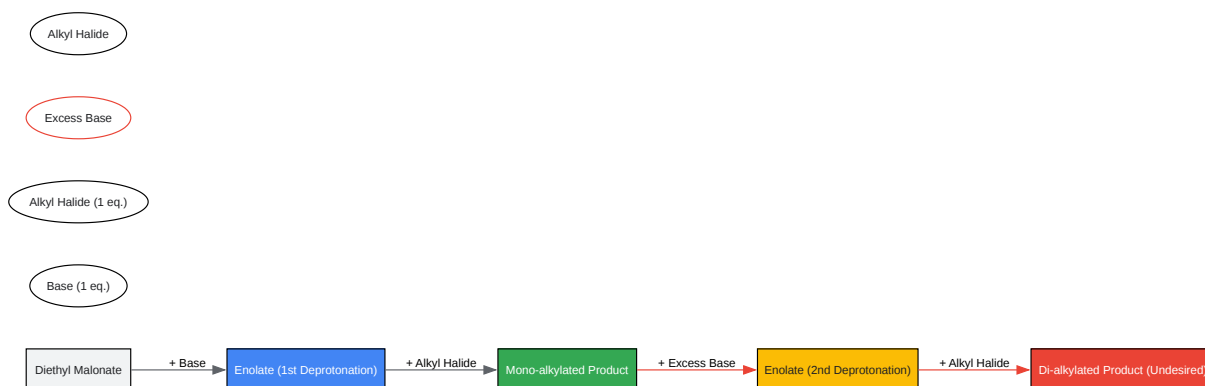 Alkyl Halide
Excess Base
Alkyl Halide (1 eq.)
Base (1 eq.)
Diethyl Malonate
+ Base
Enolate (1st Deprotonation)
+ Alkyl Halide
Mono-alkylated Product
+ Excess Base
Enolate (2nd Deprotonation)
+ Alkyl Halide
Di-alkylated Product (Undesired)